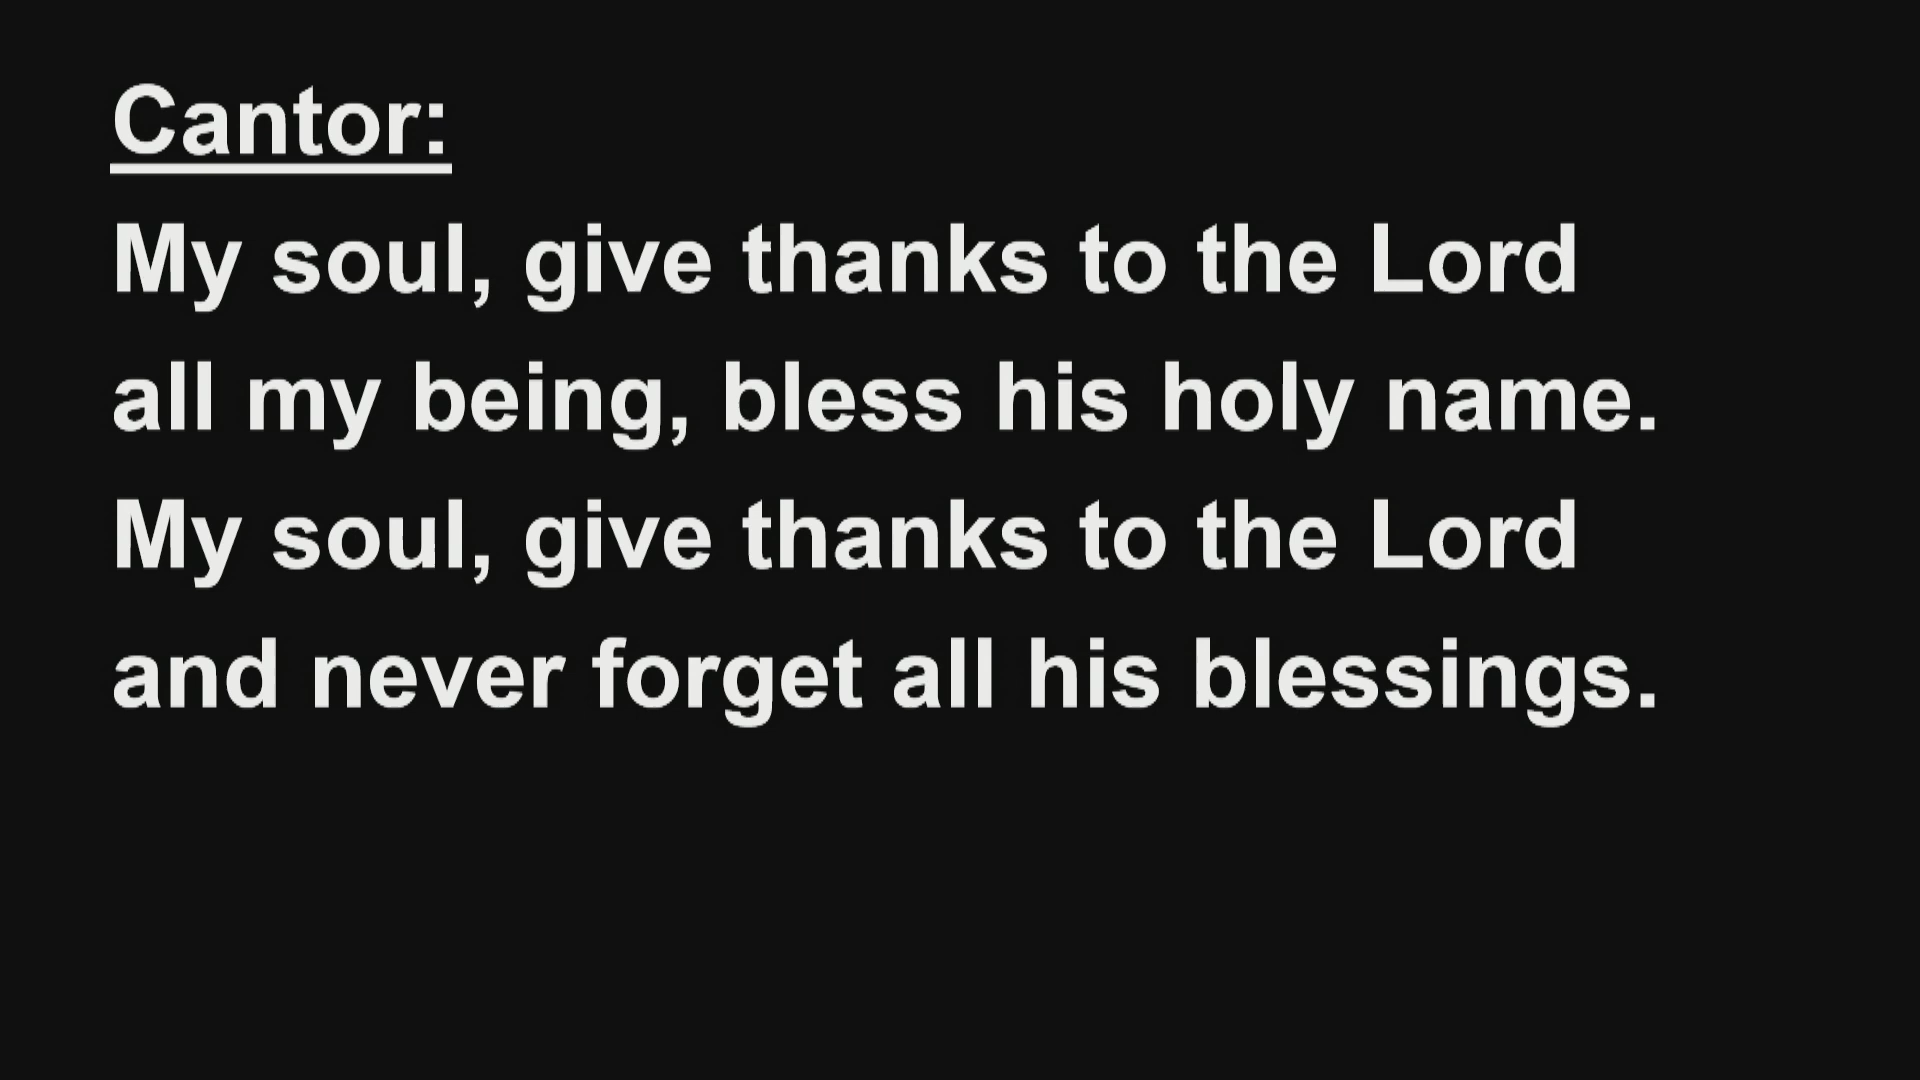 Cantor:
My soul, give thanks to the Lord
all my being, bless his holy name.
My soul, give thanks to the Lord
and never forget all his blessings.